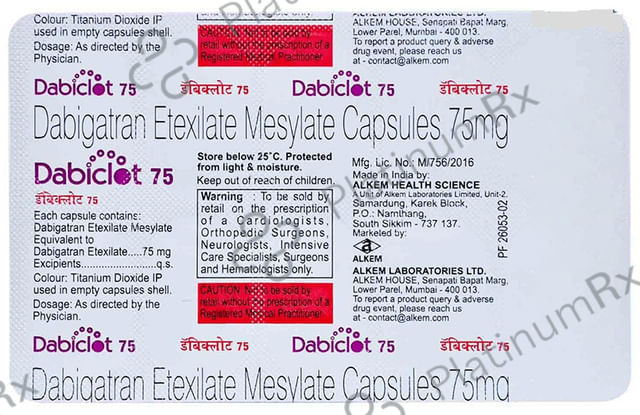 Colour: Titanium Dioxide IP
used in empty capsules shell.
Dosage: As directed by the
Physician.
CAUTION: Not to be sold by
retail without the prescription of a
Registered Medical Practitioner.
ALKEM HOUSE, Senapati Bapat Marg,
Lower Parel, Mumbai - 400 013.
To report a product query & adverse
drug event, please reach us
at - contact@alkem.com
Dabiclot 75 डॅबिक्लोट 75 Dabiclot 75 डॅबिक्लोट 75
Dabigatran Etexilate Mesylate Capsules 75mg
Dabiclot 75
डॅबिक्लोट 75
Each capsule contains:
Dabigatran Etexilate Mesylate
Equivalent to
Dabigatran Etexilate.....75 mg
Excipients....................q.s.
Colour: Titanium Dioxide IP
used in empty capsules shell.
Dosage: As directed by the
Physician.
Store below 25°C. Protected
from light & moisture.
Keep out of reach of children.
Warning : To be sold by
retail on the prescription
of a Cardiologists,
Orthopedic Surgeons,
Neurologists, Intensive
Care Specialists, Surgeons
and Hematologists only.
CAUTION: Not to be sold by
retail without the prescription of a
Registered Medical Practitioner.
Mfg. Lic. No. M/756/2016
Made in India by:
ALKEM HEALTH SCIENCE
A Unit of Alkem Laboratories Limited, Unit-2,
Samardung, Karek Block,
P.O.: Namthang,
South Sikkim - 737 137.
Marketed by:
ALKEM
ALKEM LABORATORIES LTD.
ALKEM HOUSE, Senapati Bapat Marg,
Lower Parel, Mumbai - 400 013.
To report a product query & adverse
drug event, please reach us
at - contact@alkem.com
PF 26053-02
Dabiclot 75 डॅबिक्लोट 75 Dabiclot 75 डॅबिक्लोट 75
Dabigatran Etexilate Mesylate Capsules 75mg
PlatinumRx
PlatinumRx
PlatinumRx
Rx